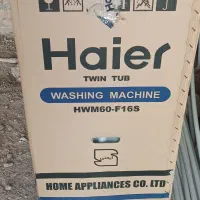 Haier
TWIN TUB
WASHING MACHINE
HWM60-F16S
HOME APPLIANCES CO. LTD